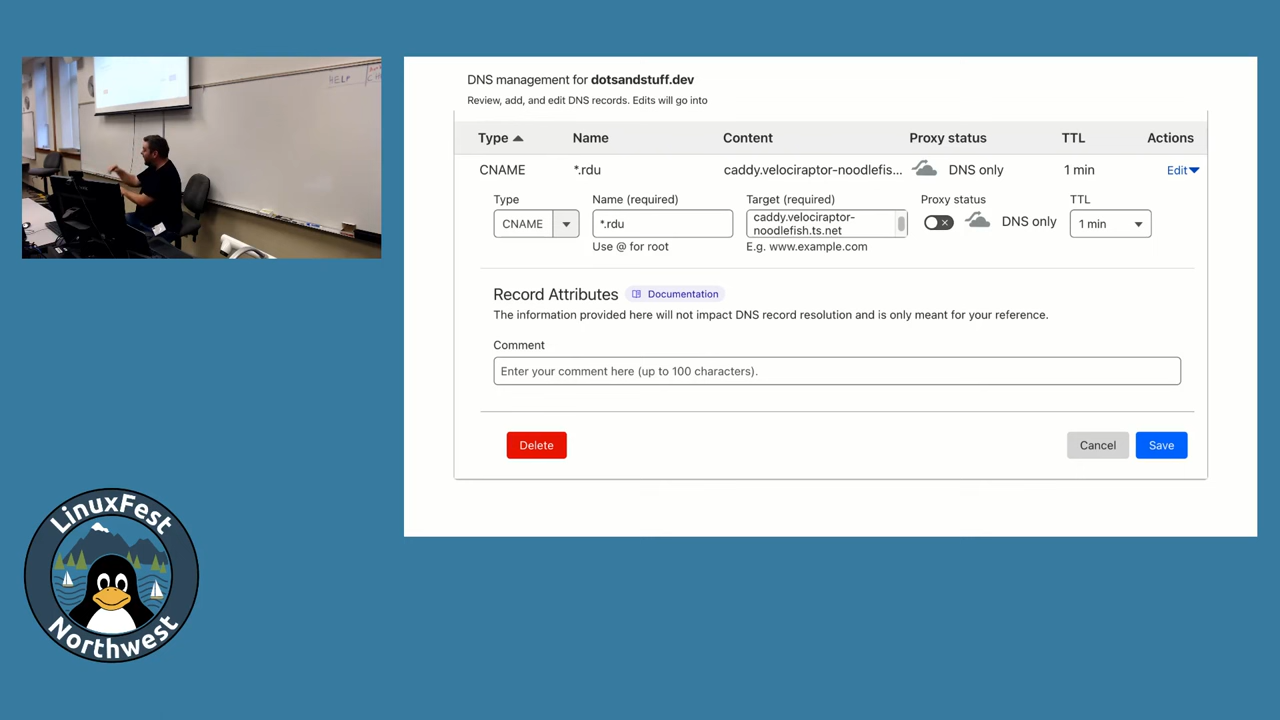 HELP
DNS management for dotsandstuff.dev
Review, add, and edit DNS records. Edits will go into
Type Name Content Proxy status TTL Actions
CNAME *.rdu caddy.velociraptor-noodlefis... DNS only 1 min Edit
Type Name (required) Target (required) Proxy status TTL
CNAME *.rdu caddy.velociraptor-
noodlefish.ts.net DNS only 1 min
Use @ for root E.g. www.example.com
Record Attributes Documentation
The information provided here will not impact DNS record resolution and is only meant for your reference.
Comment
Enter your comment here (up to 100 characters).
Delete Cancel Save
LinuxFest
Northwest